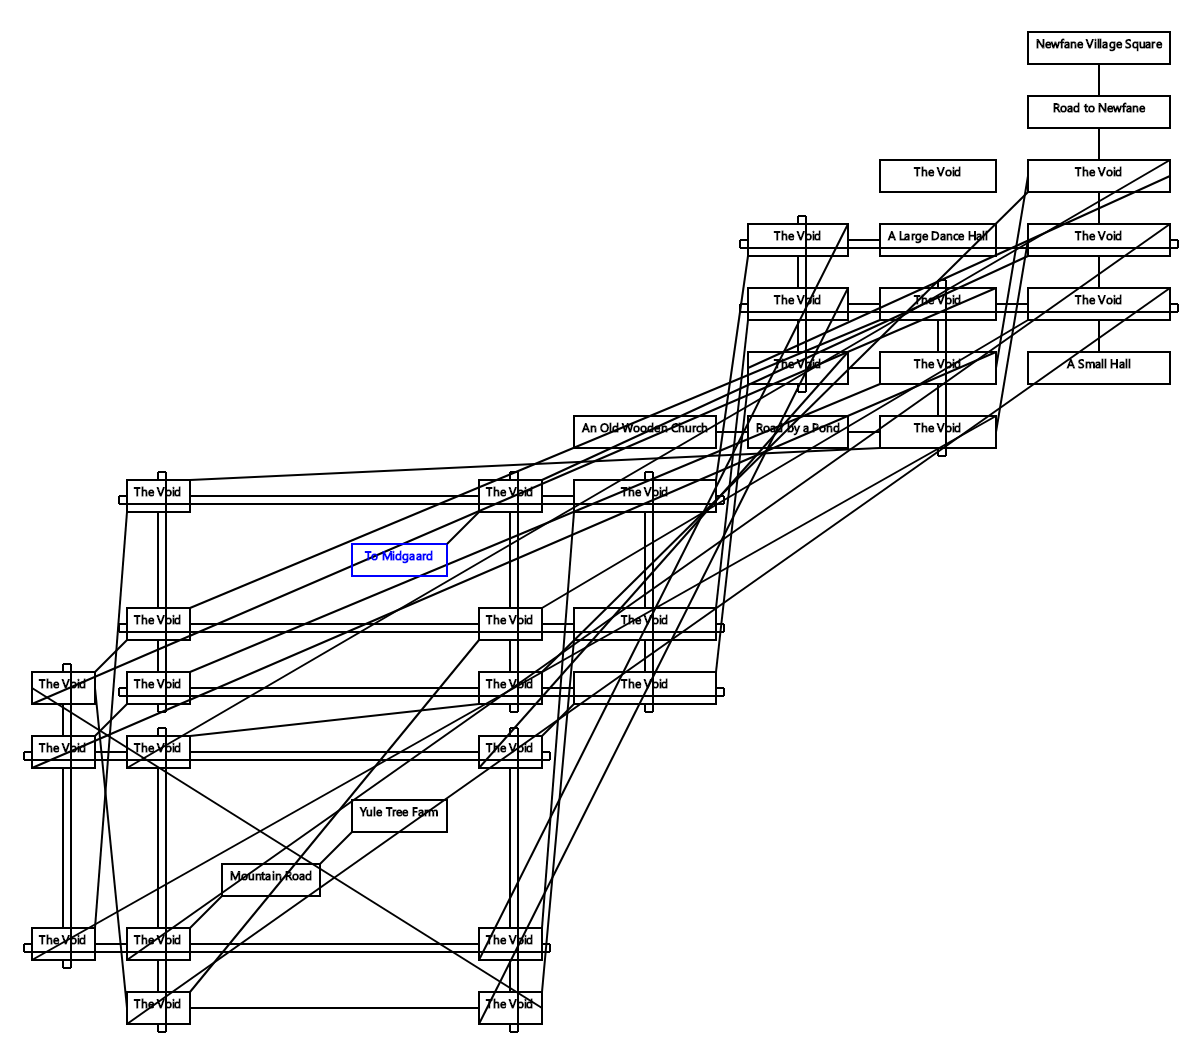 Newfane Village Square
Road to Newfane
The Void
The Void
The Void
A Large Dance Hall
The Void
The Void
The Void
The Void
The Void
The Void
A Small Hall
An Old Wooden Church
Road by a Pond
The Void
The Void
The Void
The Void
To Midgaard
The Void
The Void
The Void
The Void
The Void
The Void
The Void
The Void
The Void
The Void
Yule Tree Farm
Mountain Road
The Void
The Void
The Void
The Void
The Void